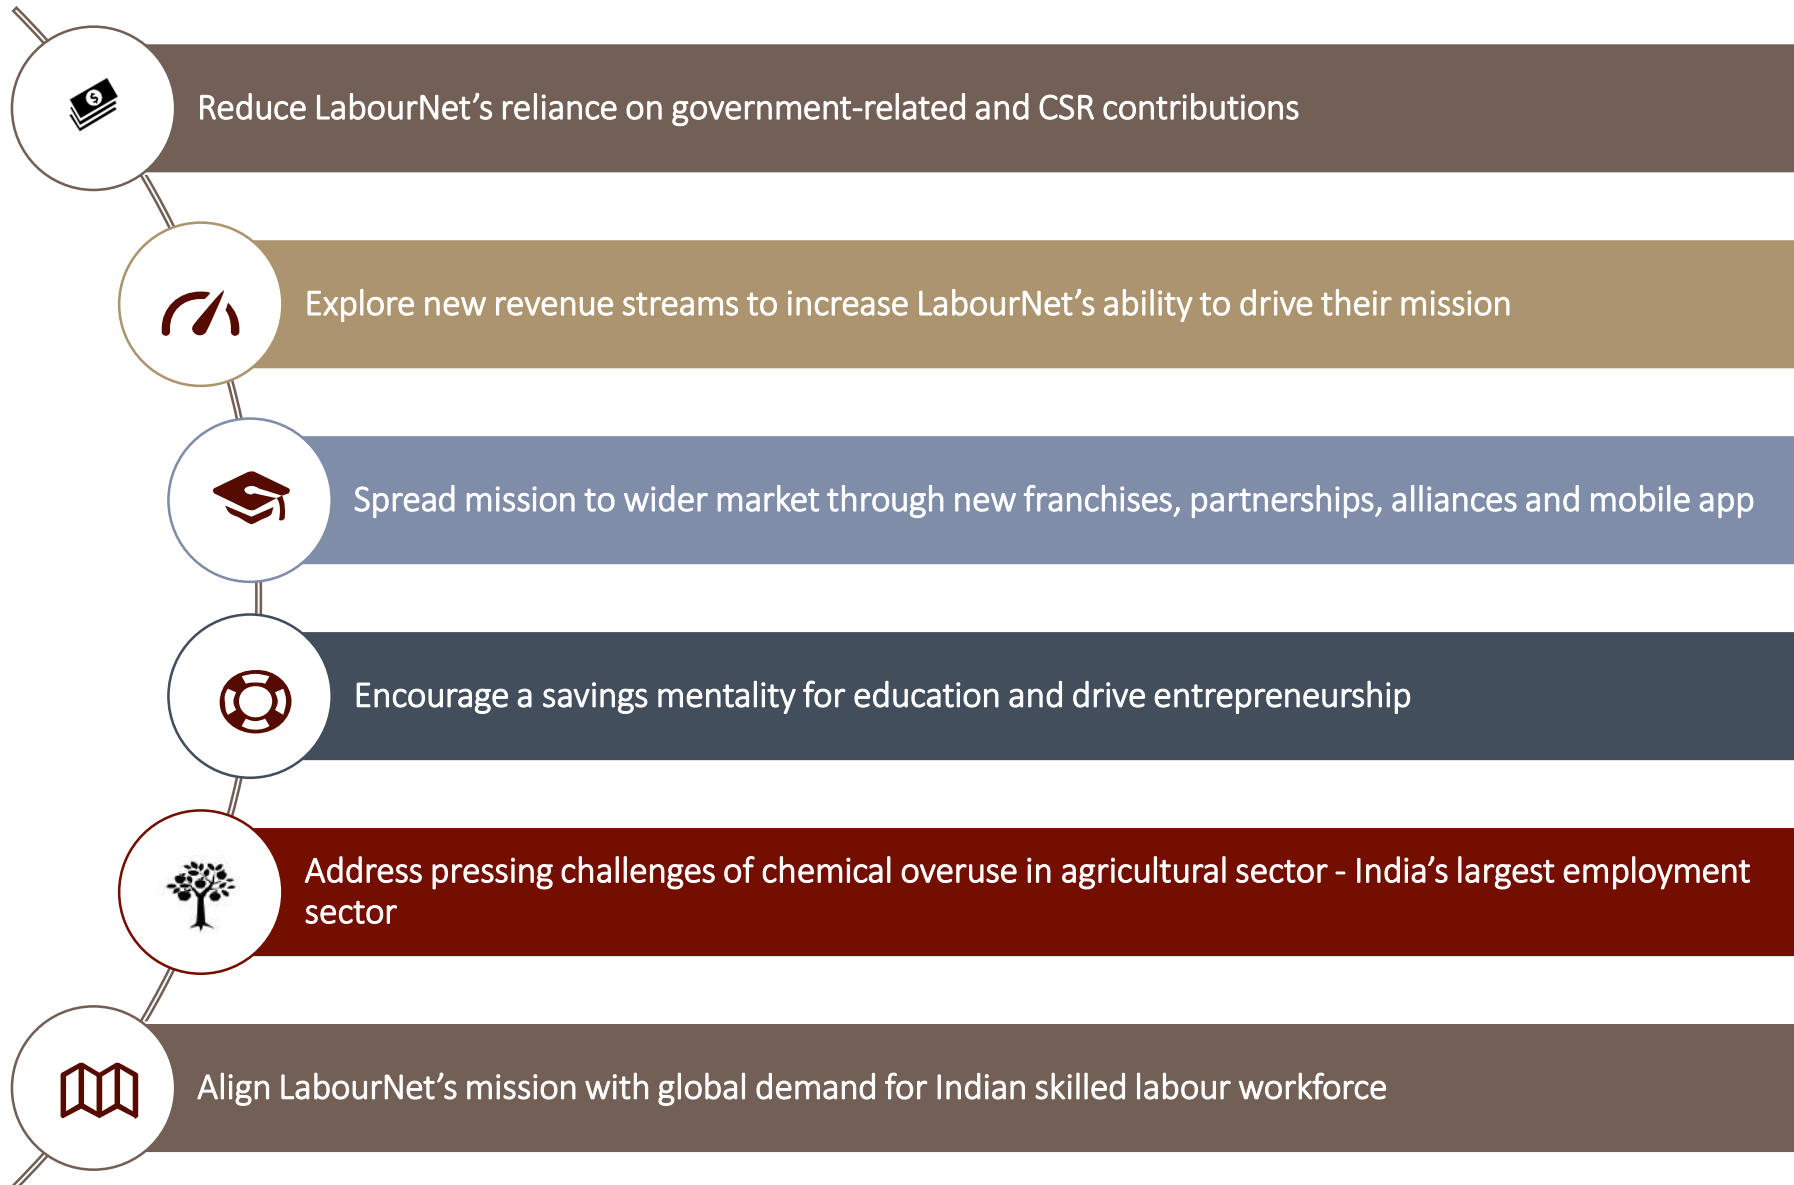 Reduce LabourNet’s reliance on government-related and CSR contributions
Explore new revenue streams to increase LabourNet’s ability to drive their mission
Spread mission to wider market through new franchises, partnerships, alliances and mobile app
Encourage a savings mentality for education and drive entrepreneurship
Address pressing challenges of chemical overuse in agricultural sector - India’s largest employment
sector
Align LabourNet’s mission with global demand for Indian skilled labour workforce